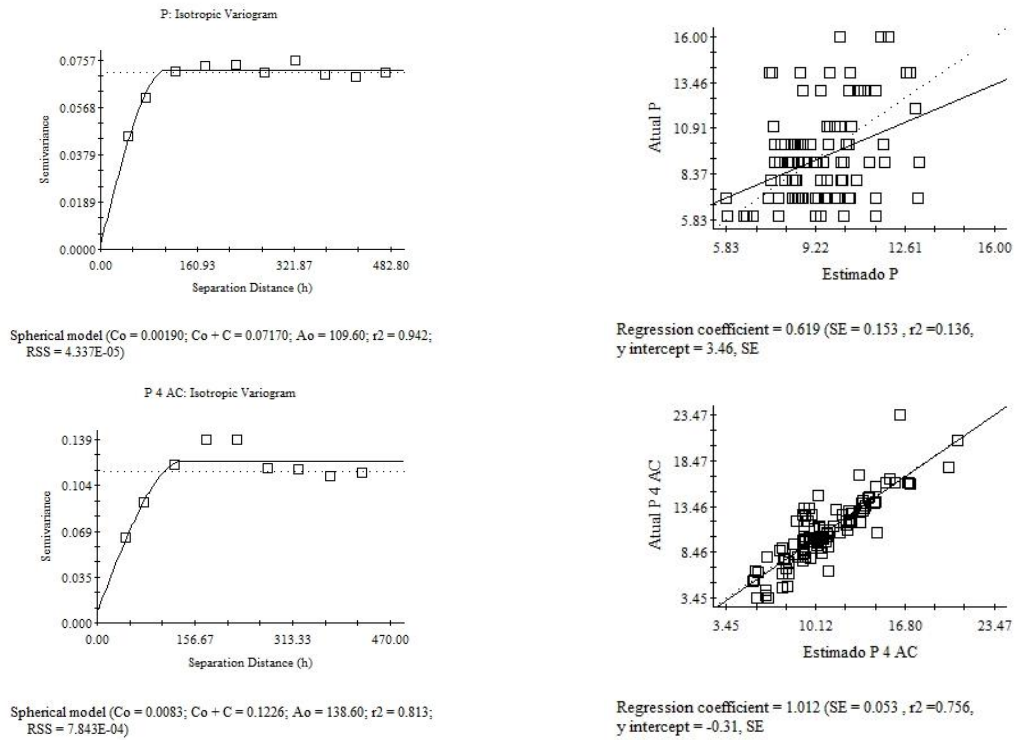 P: Isotropic Variogram
0.0757
0.0568
0.0379
0.0189
0.0000
Semivariance
0.00 160.93 321.87 482.80
Separation Distance (h)
Spherical model (Co = 0.00190; Co + C = 0.07170; Ao = 109.60; r2 = 0.942;
RSS = 4.337E-05)
16.00
13.46
10.91
8.37
5.83
Atual P
5.83 9.22 12.61 16.00
Estimado P
Regression coefficient = 0.619 (SE = 0.153 , r2 =0.136,
y intercept = 3.46, SE
P 4 AC: Isotropic Variogram
0.139
0.104
0.069
0.035
0.000
Semivariance
0.00 156.67 313.33 470.00
Separation Distance (h)
Spherical model (Co = 0.0083; Co + C = 0.1226; Ao = 138.60; r2 = 0.813;
RSS = 7.843E-04)
23.47
18.47
13.46
8.46
3.45
Atual P 4 AC
3.45 10.12 16.80 23.47
Estimado P 4 AC
Regression coefficient = 1.012 (SE = 0.053 , r2 =0.756,
y intercept = -0.31, SE